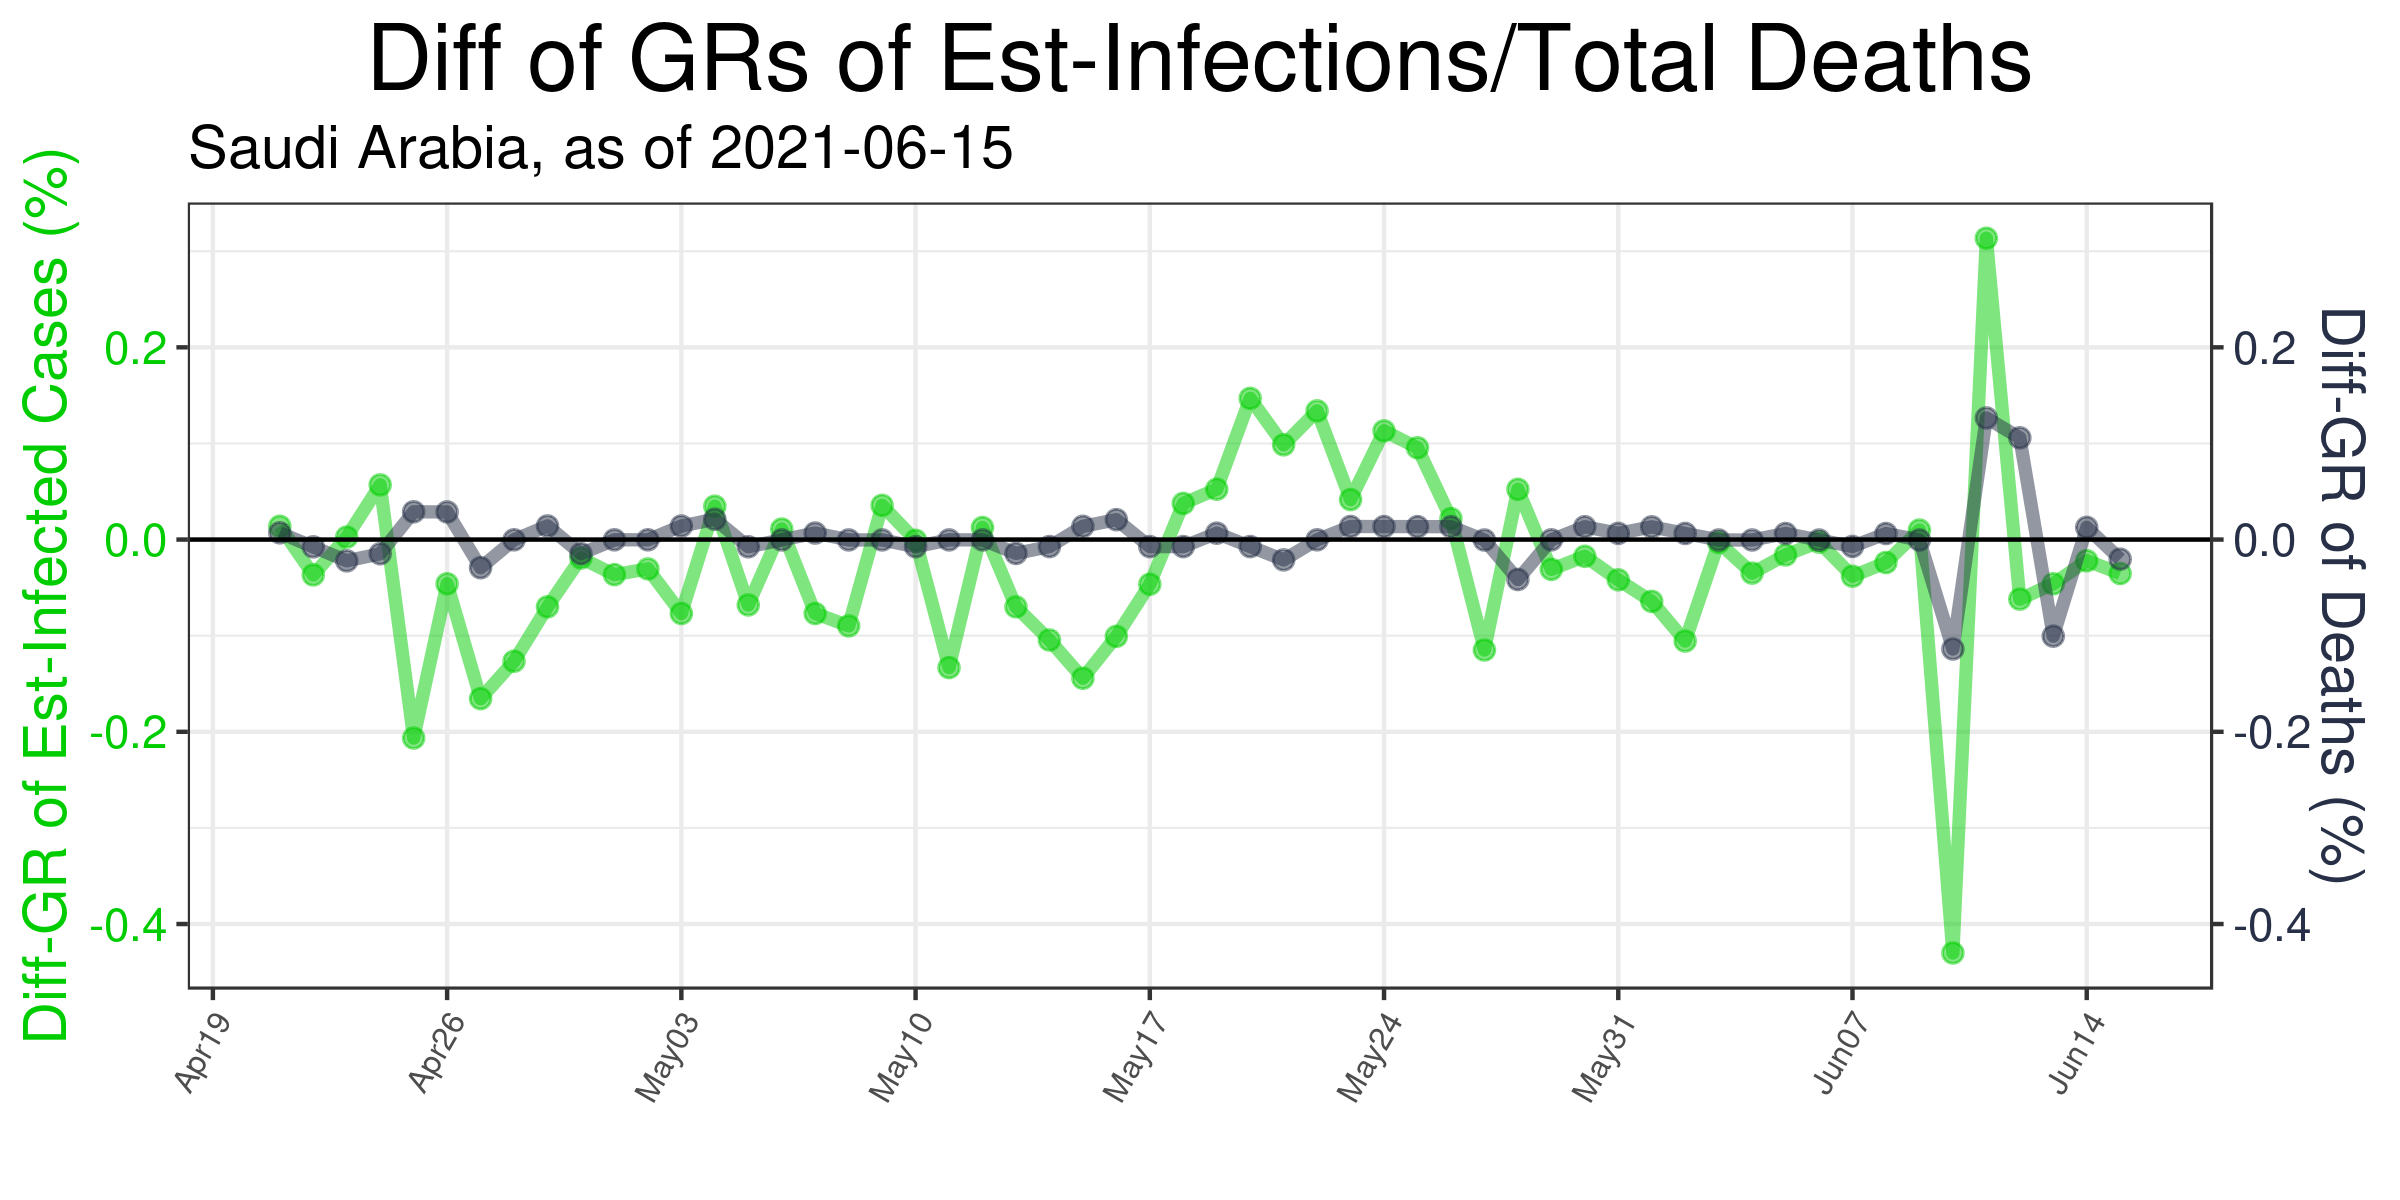 Diff of GRs of Est-Infections/Total Deaths
Saudi Arabia, as of 2021-06-15
Diff-GR of Est-Infected Cases (%)
0.2
0.0
-0.2
-0.4
0.2
0.0
-0.2
-0.4
Diff-GR of Deaths (%)
Apr19
Apr26
May03
May10
May17
May24
May31
Jun07
Jun14